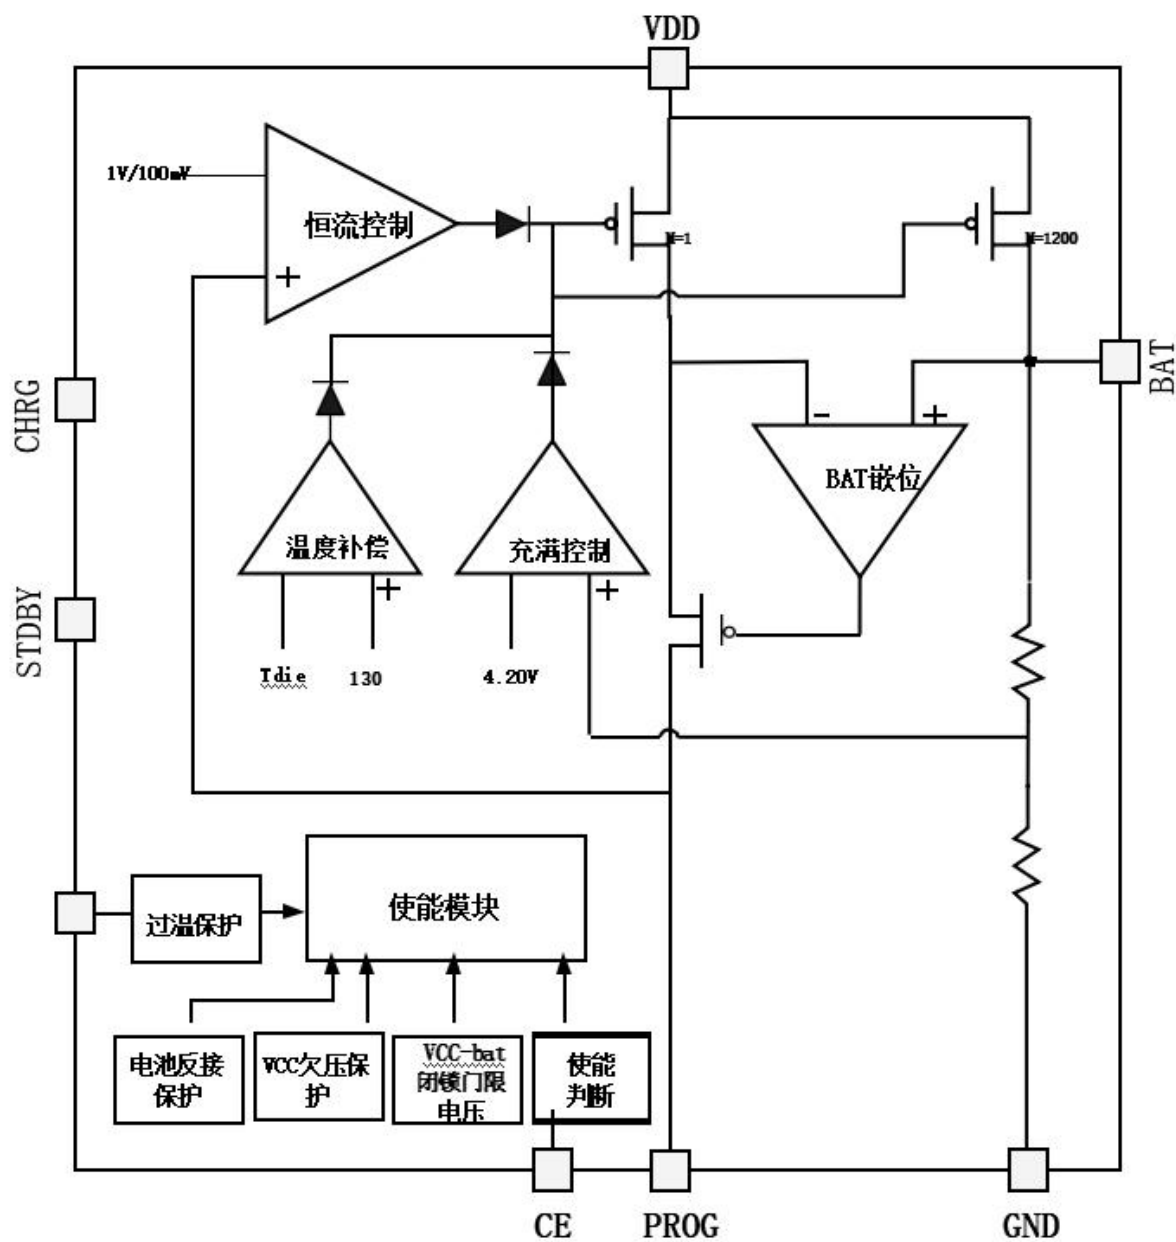 VDD
1V/100mV
恒流控制
+
M=1
M=1200
BAT
CHRG
-
+
BAT嵌位
温度补偿
+
充满控制
+
STDBY
Tdie
130
4.20V
过温保护
使能模块
电池反接
保护
VCC欠压保
护
VCC-bat
闭锁门限
电压
使能
判断
CE
PROG
GND